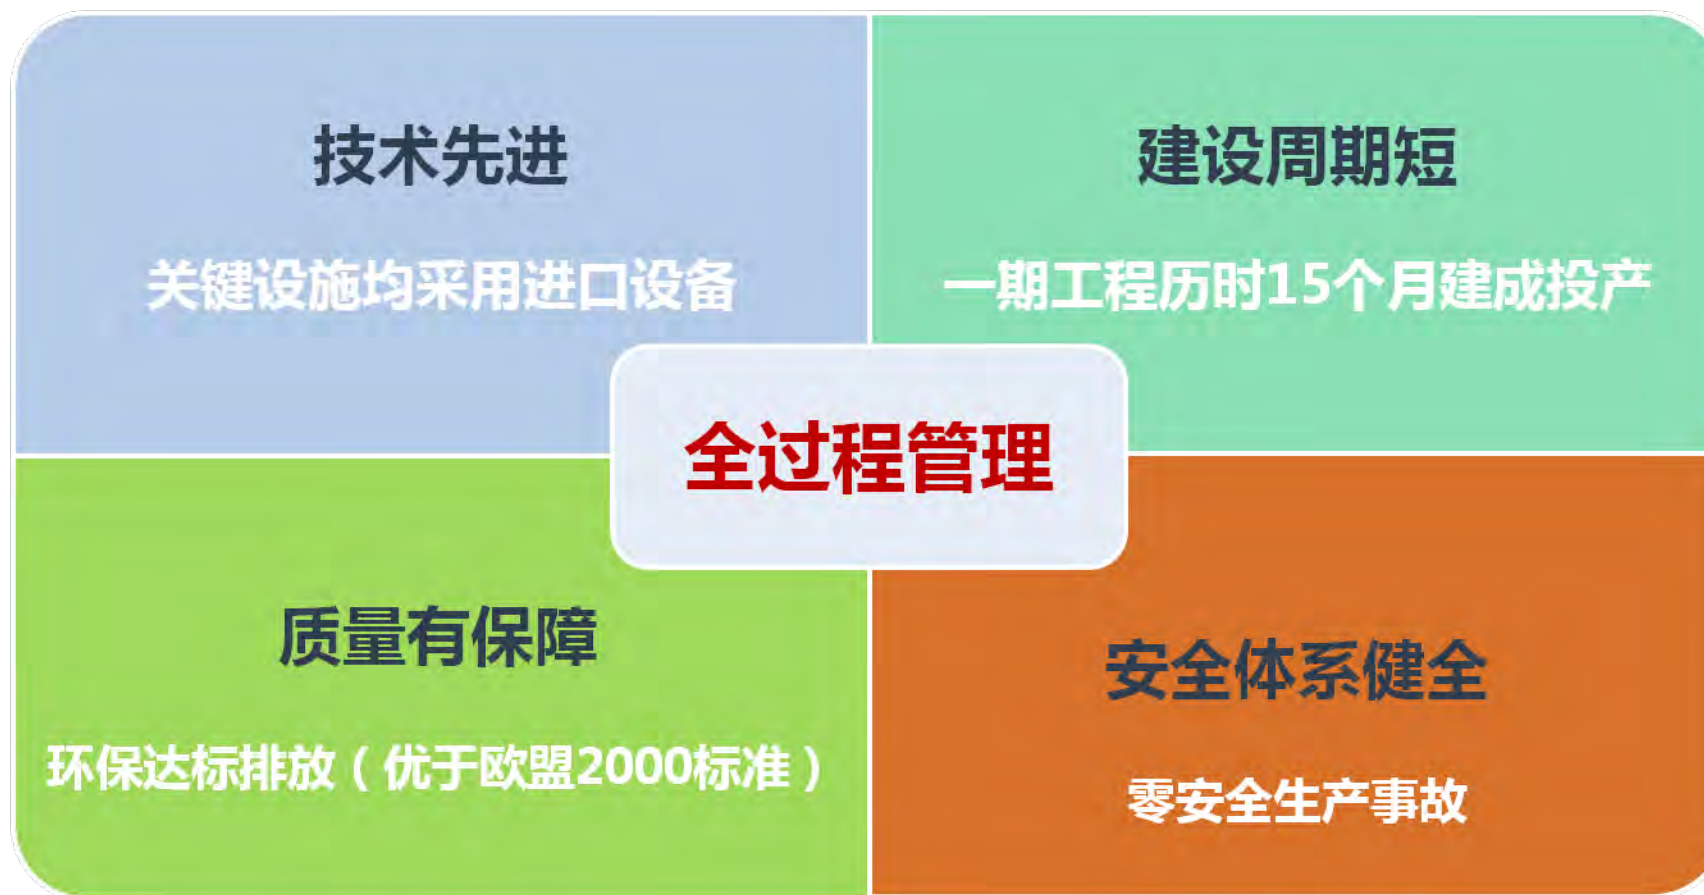 技术先进
关键设施均采用进口设备
建设周期短
一期工程历时15个月建成投产
全过程管理
质量有保障
环保达标排放（优于欧盟2000标准）
安全体系健全
零安全生产事故